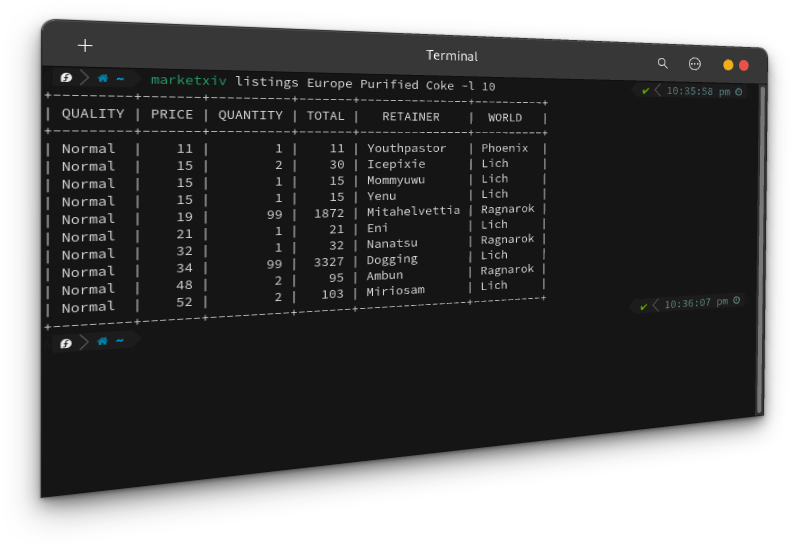 Terminal
~ marketxiv listings Europe Purified Coke -l 10
✔ 10:35:58 pm
+---------+-------+----------+-------+--------------+----------+
| QUALITY | PRICE | QUANTITY | TOTAL | RETAINER | WORLD |
+---------+-------+----------+-------+--------------+----------+
| Normal | 11 | 1 | 11 | Youthpastor | Phoenix |
| Normal | 15 | 2 | 30 | Icepixie | Lich |
| Normal | 15 | 1 | 15 | Mommyuwu | Lich |
| Normal | 15 | 1 | 15 | Yenu | Lich |
| Normal | 19 | 99 | 1872 | Mitahelvettia | Ragnarok |
| Normal | 21 | 1 | 21 | Eni | Lich |
| Normal | 32 | 1 | 32 | Nanatsu | Ragnarok |
| Normal | 34 | 99 | 3327 | Dogging | Lich |
| Normal | 48 | 2 | 95 | Ambun | Ragnarok |
| Normal | 52 | 2 | 103 | Miriosam | Lich |
+---------+-------+----------+-------+--------------+----------+
~
✔ 10:36:07 pm